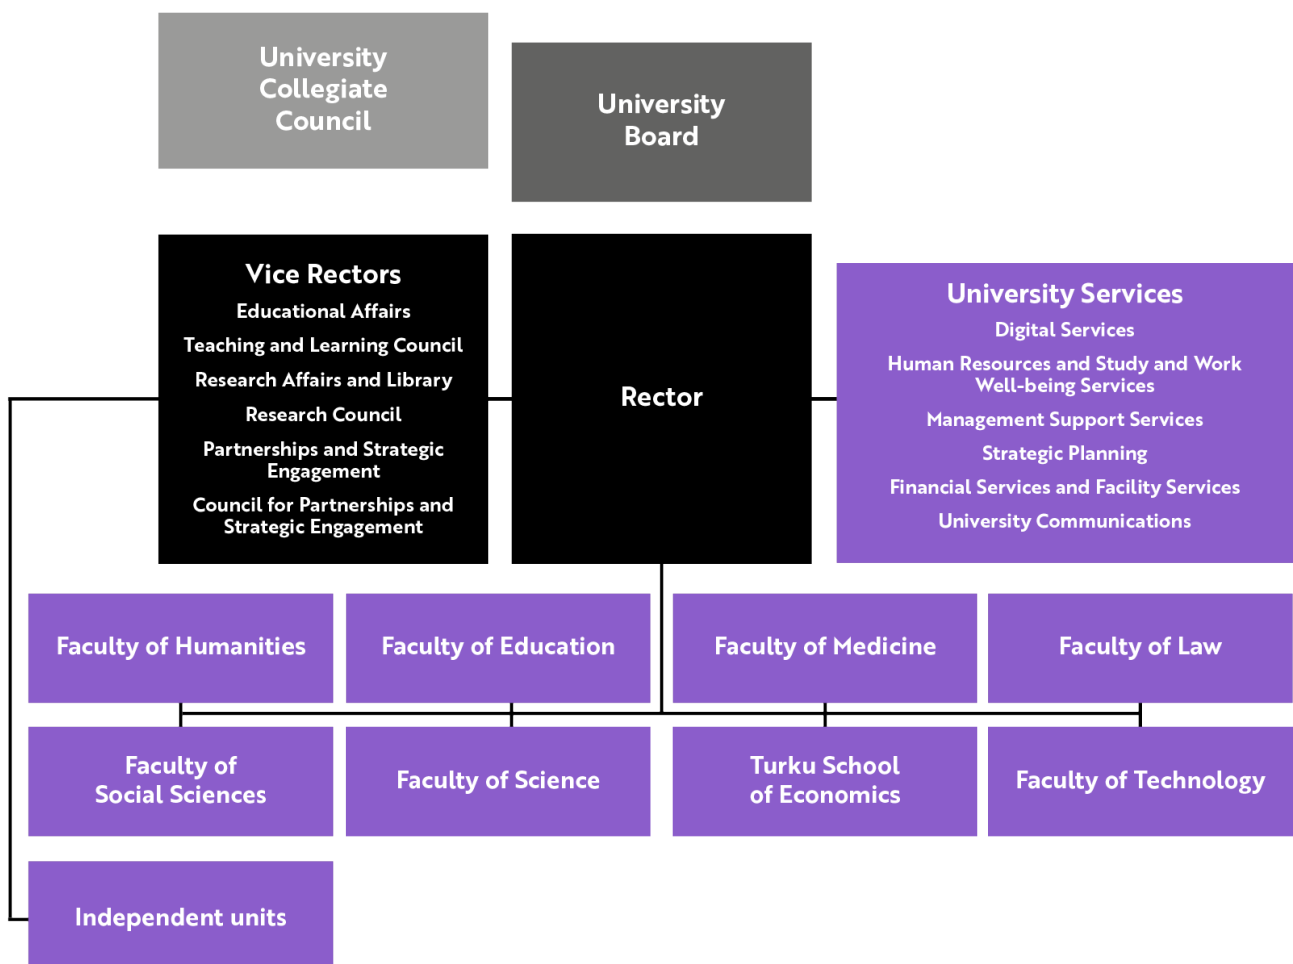 University
Collegiate
Council
University
Board
Vice Rectors
Educational Affairs
Teaching and Learning Council
Research Affairs and Library
Research Council
Partnerships and Strategic
Engagement
Council for Partnerships and
Strategic Engagement
Rector
University Services
Digital Services
Human Resources and Study and Work
Well-being Services
Management Support Services
Strategic Planning
Financial Services and Facility Services
University Communications
Faculty of Humanities
Faculty of Education
Faculty of Medicine
Faculty of Law
Faculty of
Social Sciences
Faculty of Science
Turku School
of Economics
Faculty of Technology
Independent units